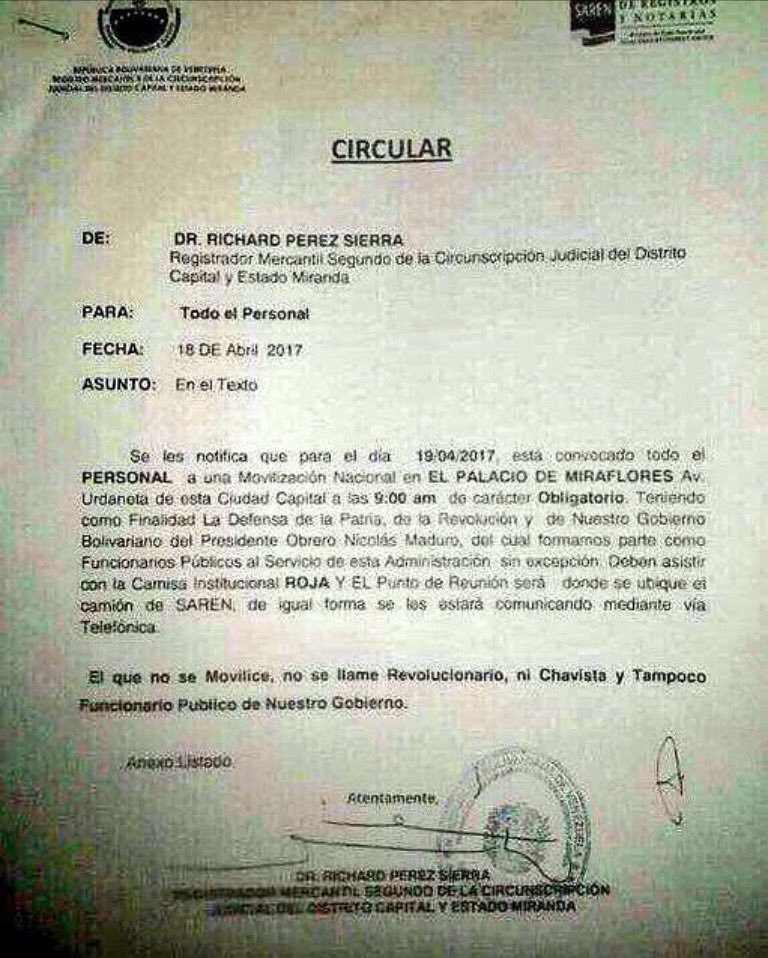 REPÚBLICA BOLIVARIANA DE VENEZUELA
REGISTRO MERCANTIL II DE LA CIRCUNSCRIPCIÓN
JUDICIAL DEL DISTRITO CAPITAL Y ESTADO MIRANDA
SAREN
DE REGISTROS
Y NOTARÍAS
CIRCULAR
DE: DR. RICHARD PEREZ SIERRA
Registrador Mercantil Segundo de la Circunscripción Judicial del Distrito
Capital y Estado Miranda
PARA: Todo el Personal
FECHA: 18 DE Abril 2017
ASUNTO: En el Texto
Se les notifica que para el día 19/04/2017, está convocado todo el
PERSONAL a una Movilización Nacional en EL PALACIO DE MIRAFLORES Av.
Urdaneta de esta Ciudad Capital a las 9:00 am de carácter Obligatorio. Teniendo
como Finalidad La Defensa de la Patria, de la Revolución y de Nuestro Gobierno
Bolivariano del Presidente Obrero Nicolás Maduro, del cual formamos parte como
Funcionarios Públicos al Servicio de esta Administración sin excepción. Deben asistir
con la Camisa Institucional ROJA Y EL Punto de Reunión será donde se ubique el
camión de SAREN, de igual forma se les estará comunicando mediante vía
Telefónica.
El que no se Movilice, no se llame Revolucionario, ni Chavista y Tampoco
Funcionario Publico de Nuestro Gobierno.
Anexo Listado
Atentamente,
DR. RICHARD PEREZ SIERRA
REGISTRADOR MERCANTIL SEGUNDO DE LA CIRCUNSCRIPCIÓN
JUDICIAL DEL DISTRITO CAPITAL Y ESTADO MIRANDA